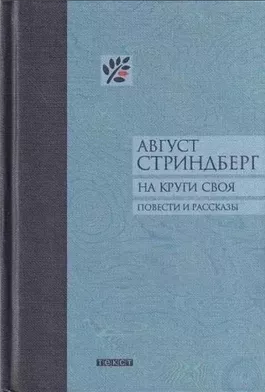 АВГУСТ
СТРИНДБЕРГ
НА КРУГИ СВОЯ
ПОВЕСТИ И РАССКАЗЫ
ТЕКСТ